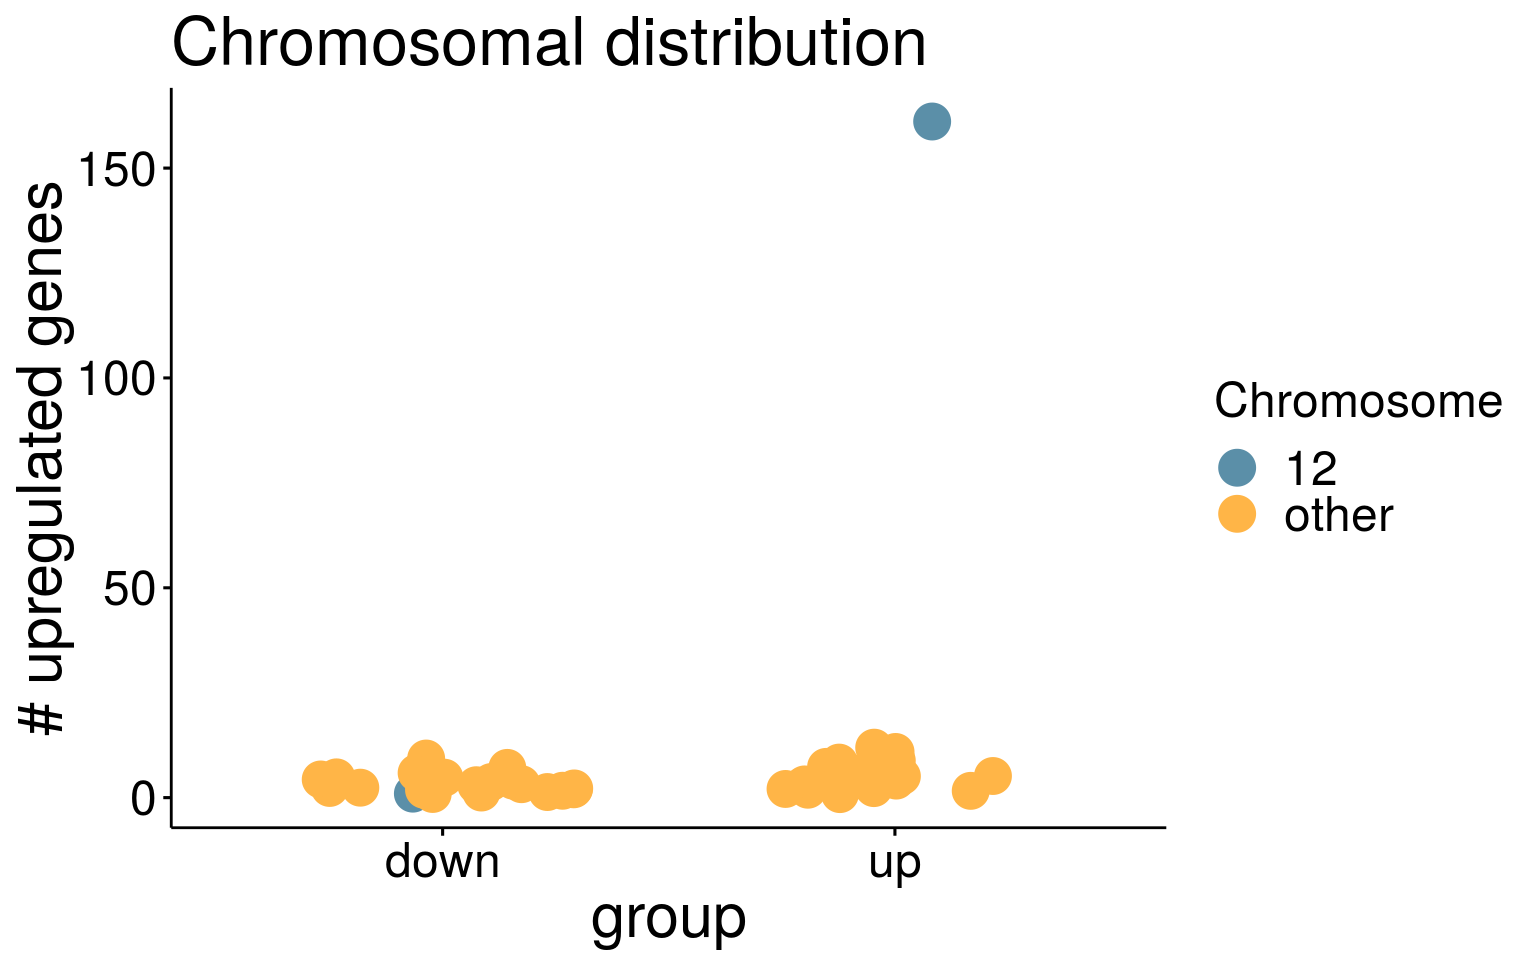 Chromosomal distribution
# upregulated genes
150
100
50
0
down
up
group
Chromosome
12
other